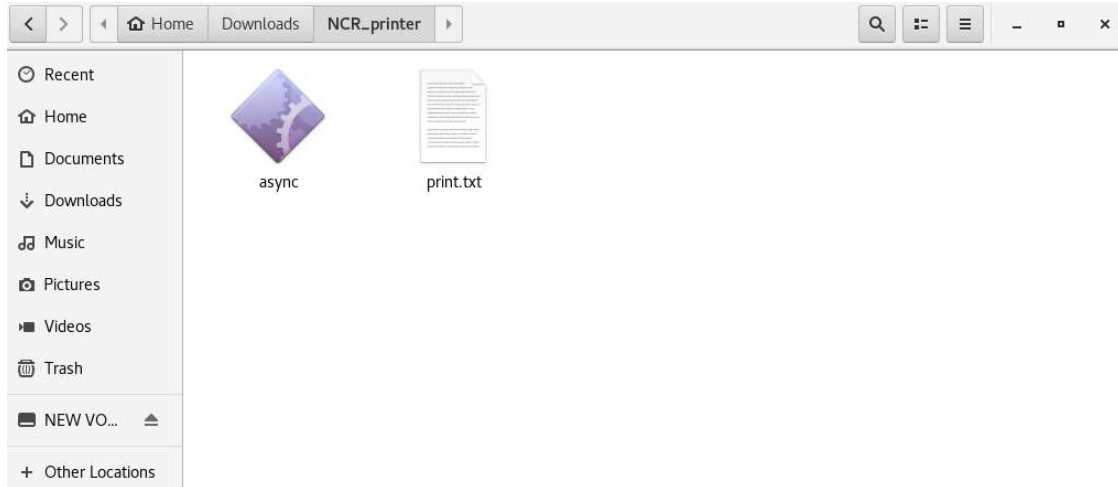 Home Downloads NCR_printer
Recent
Home
Documents
Downloads
Music
Pictures
Videos
Trash
NEW VO...
+ Other Locations
async
print.txt